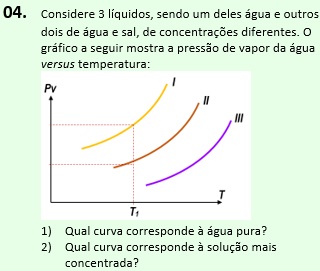 04. Considere 3 líquidos, sendo um deles água e outros
dois de água e sal, de concentrações diferentes. O
gráfico a seguir mostra a pressão de vapor da água
versus temperatura:
Pv
I
II
III
T
T₁
1) Qual curva corresponde à água pura?
2) Qual curva corresponde à solução mais
concentrada?